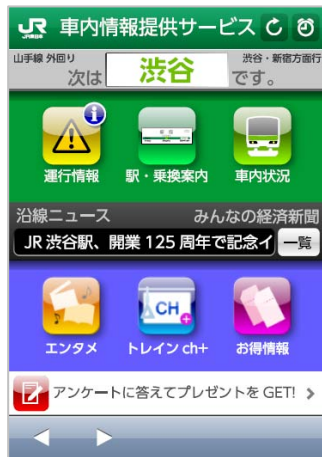 JR 車内情報提供サービス
山手線 外回り 渋谷・新宿方面行
次は 渋谷 です。
運行情報 駅・乗換案内 車内状況
沿線ニュース みんなの経済新聞
JR 渋谷駅、開業 125 周年で記念イ 一覧
CH
エンタメ トレイン ch+ お得情報
アンケートに答えてプレゼントを GET!